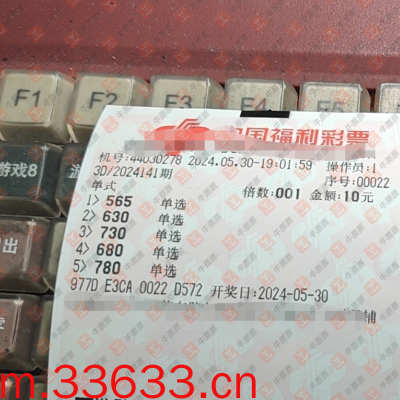 F1 F2 F3 F4 F5
国福利彩票
机号:44030278 2024.05.30-19:01:59 操作员:1
3D/2024141期 序号:00022
单式 倍数:001 金额:10元
游戏8
1> 565 单选
2> 630 单选
3> 730 单选
4> 680 单选
5> 780 单选
出
977D E3CA 0022 D572 开奖日:2024-05-30
铺
m.33633.cn